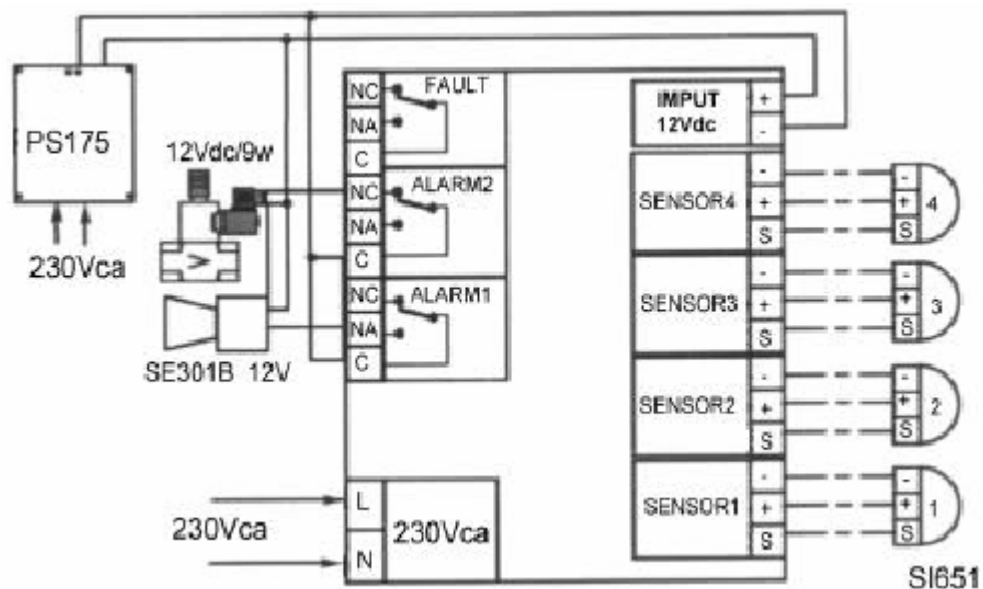 PS175
230Vca
12Vdc/9w
SE301B 12V
NC
NA
C
FAULT
NC
NA
C
ALARM2
NC
NA
C
ALARM1
230Vca
L
N
230Vca
IMPUT
12Vdc
+
-
SENSOR4
-
+
S
-
+
S
4
SENSOR3
-
+
S
-
+
S
3
SENSOR2
-
+
S
-
+
S
2
SENSOR1
-
+
S
-
+
S
1
SI651